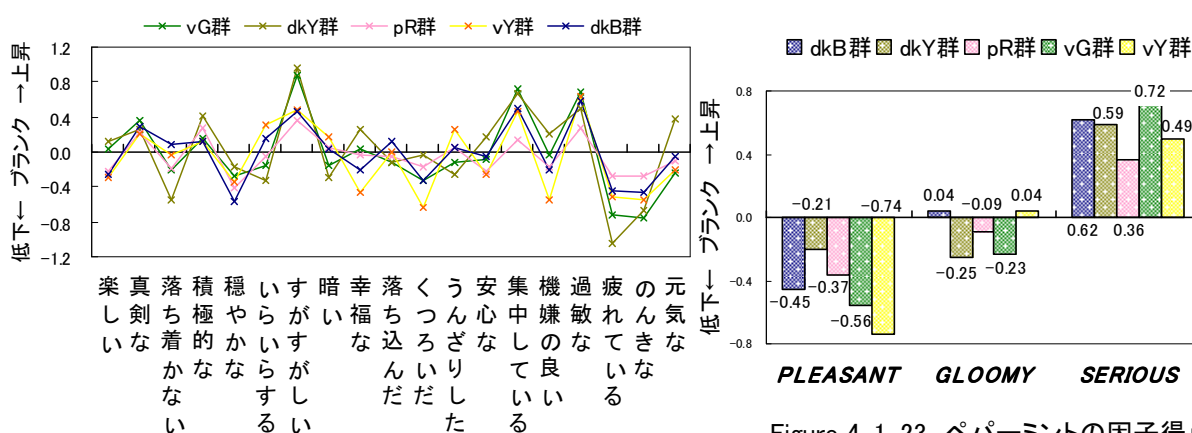 vG群 dkY群 pR群 vY群 dkB群
低下← ブランク →上昇
1.2
0.8
0.4
0.0
-0.4
-0.8
-1.2
楽しい
真剣な
落ち着かない
積極的な
穏やかな
いらいらする
すがすがしい
暗い
幸福な
落ち込んだ
くつろいだ
うんざりした
安心な
集中している
機嫌の良い
過敏な
疲れている
のんきな
元気な
dkB群 dkY群 pR群 vG群 vY群
低下← ブランク →上昇
0.8
0.4
0.0
-0.4
-0.8
-0.45
-0.21
-0.37
-0.56
-0.74
0.04
-0.25
-0.09
-0.23
0.04
0.62
0.59
0.36
0.72
0.49
PLEASANT GLOOMY SERIOUS